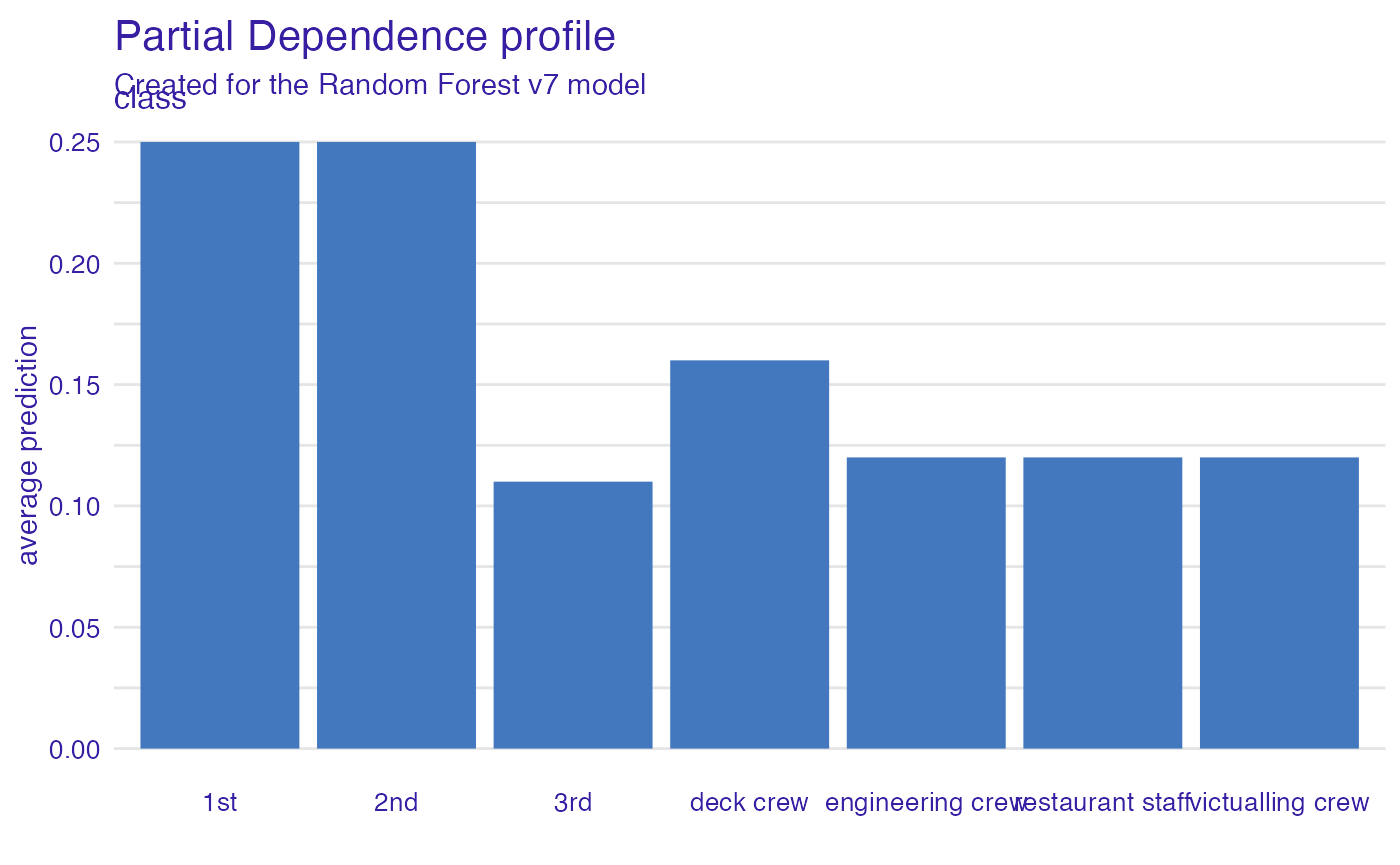 Partial Dependence profile
Created for the Random Forest v7 model
class
average prediction
0.25
0.20
0.15
0.10
0.05
0.00
1st 2nd 3rd deck crew engineering crew restaurant staff victualling crew